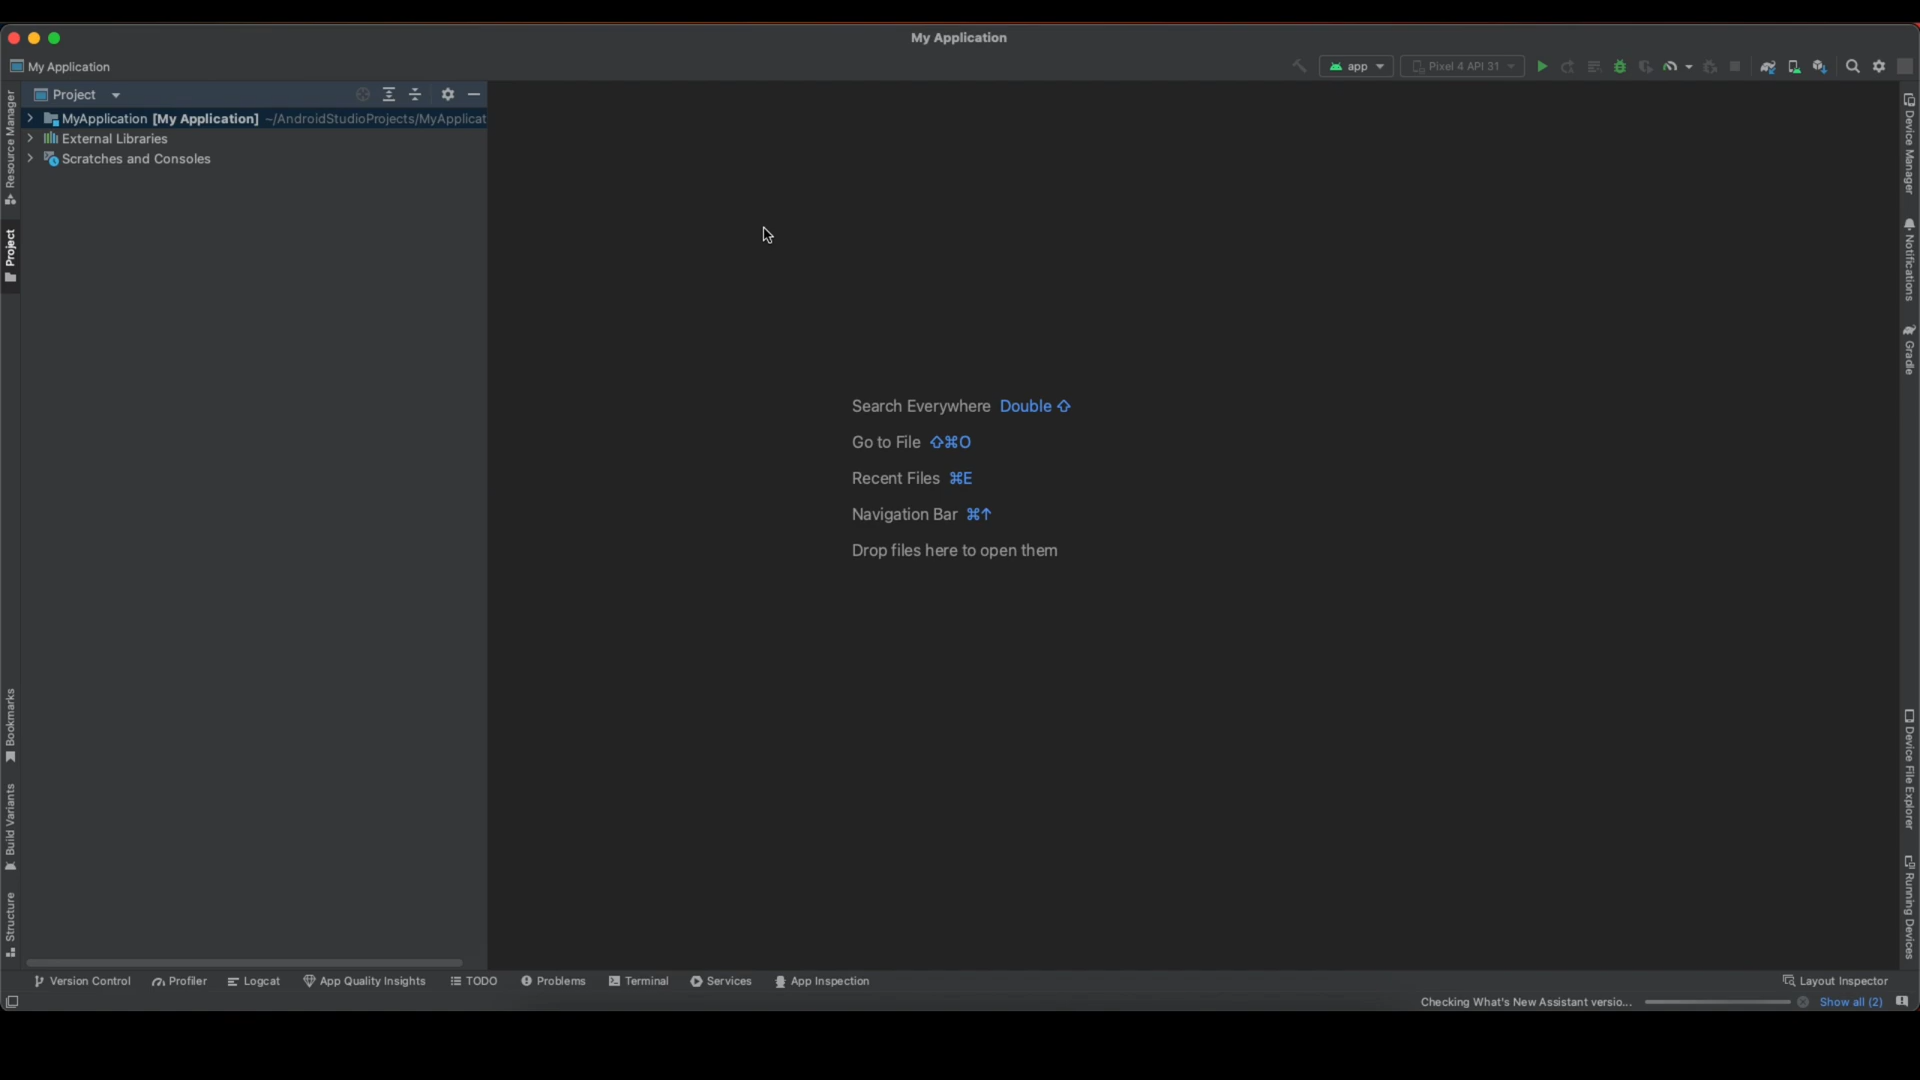 My Application
My Application
app
Pixel 4 API 31
Project
MyApplication [My Application] ~/AndroidStudioProjects/MyApplicat
External Libraries
Scratches and Consoles
Resource Manager
Project
Bookmarks
Build Variants
Structure
Search Everywhere Double ⇧
Go to File ⇧⌘O
Recent Files ⌘E
Navigation Bar ⌘↑
Drop files here to open them
Device Manager
Notifications
Gradle
Device File Explorer
Running Devices
Version Control Profiler Logcat App Quality Insights TODO Problems Terminal Services App Inspection Layout Inspector
Checking What's New Assistant versio... Show all (2)